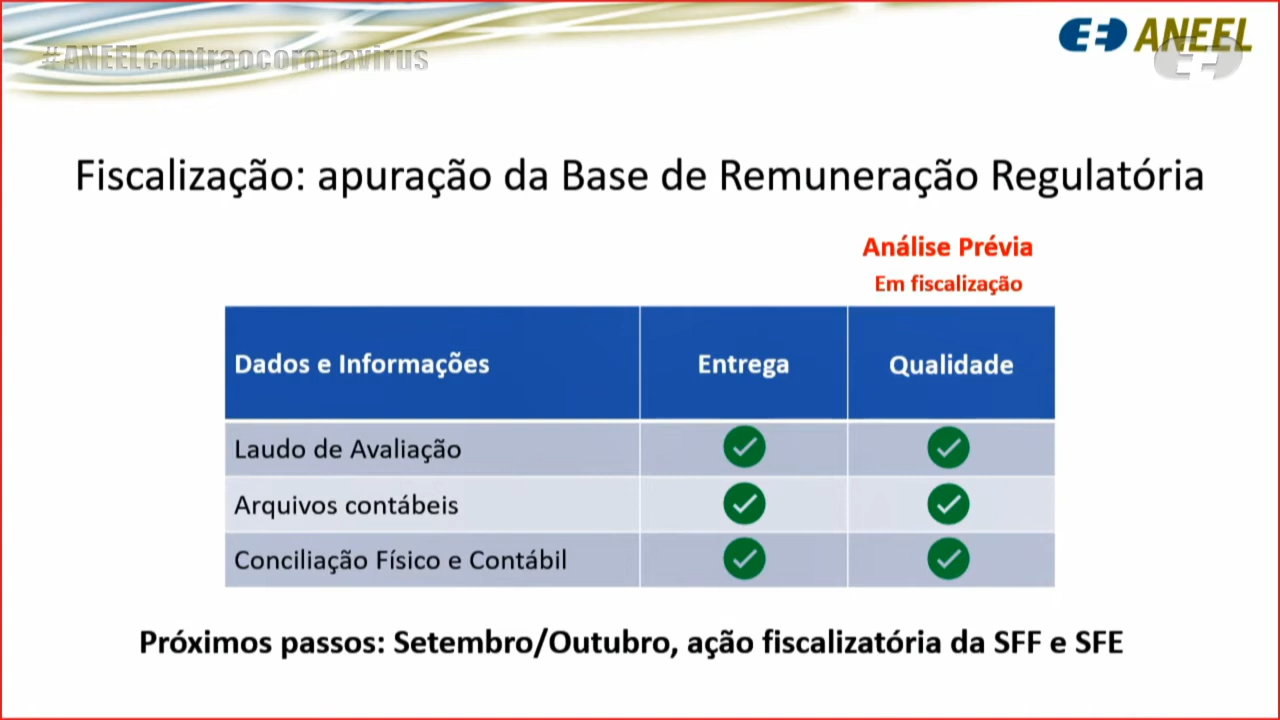 #ANEELcontraocoronavirus
ANEEL
Fiscalização: apuração da Base de Remuneração Regulatória
Análise Prévia
Em fiscalização
Dados e Informações Entrega Qualidade
Laudo de Avaliação
Arquivos contábeis
Conciliação Físico e Contábil
Próximos passos: Setembro/Outubro, ação fiscalizatória da SFF e SFE